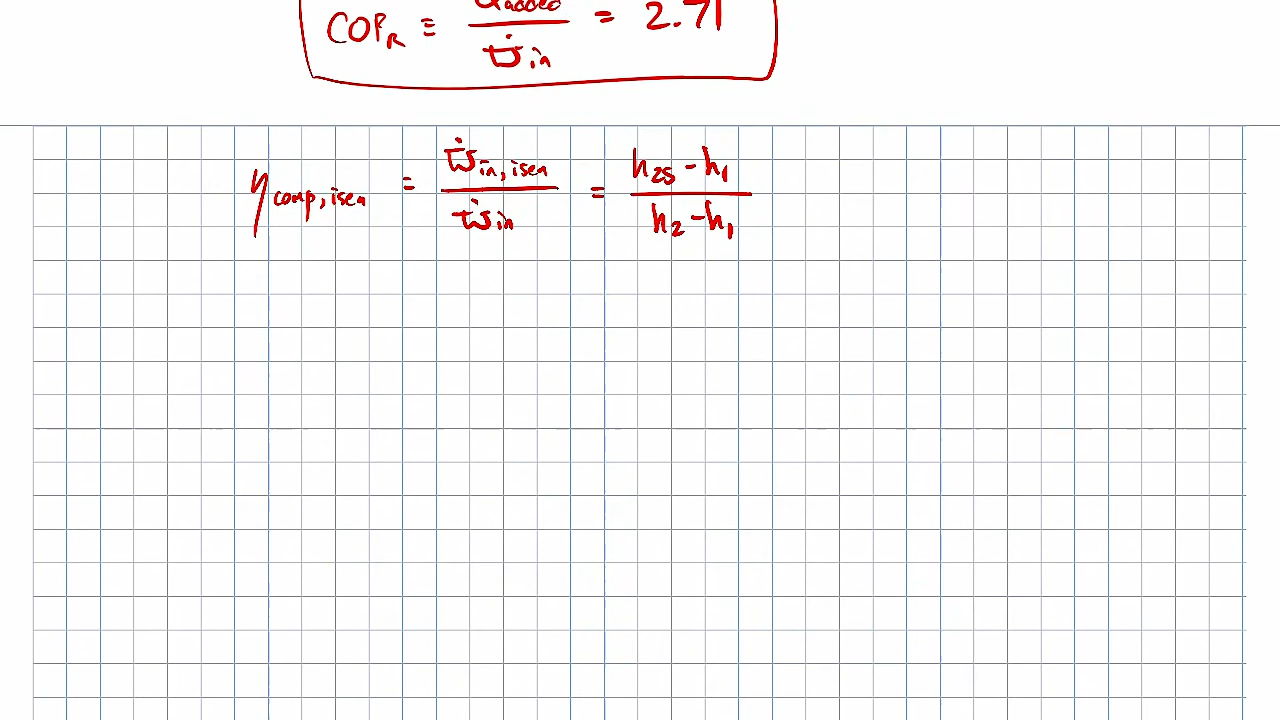 COP_R ≡ Q̇_added / Ẇ_in = 2.71
η_comp,isen = Ẇ_in,isen / Ẇ_in = (h_2s - h_1) / (h_2 - h_1)